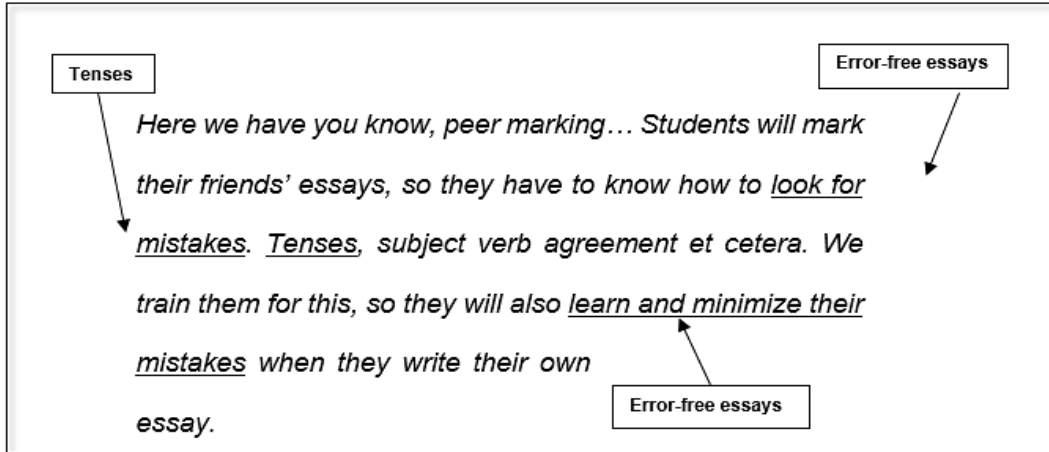 Tenses
Error-free essays
Here we have you know, peer marking… Students will mark
their friends’ essays, so they have to know how to look for
mistakes. Tenses, subject verb agreement et cetera. We
train them for this, so they will also learn and minimize their
mistakes when they write their own
essay.
Error-free essays